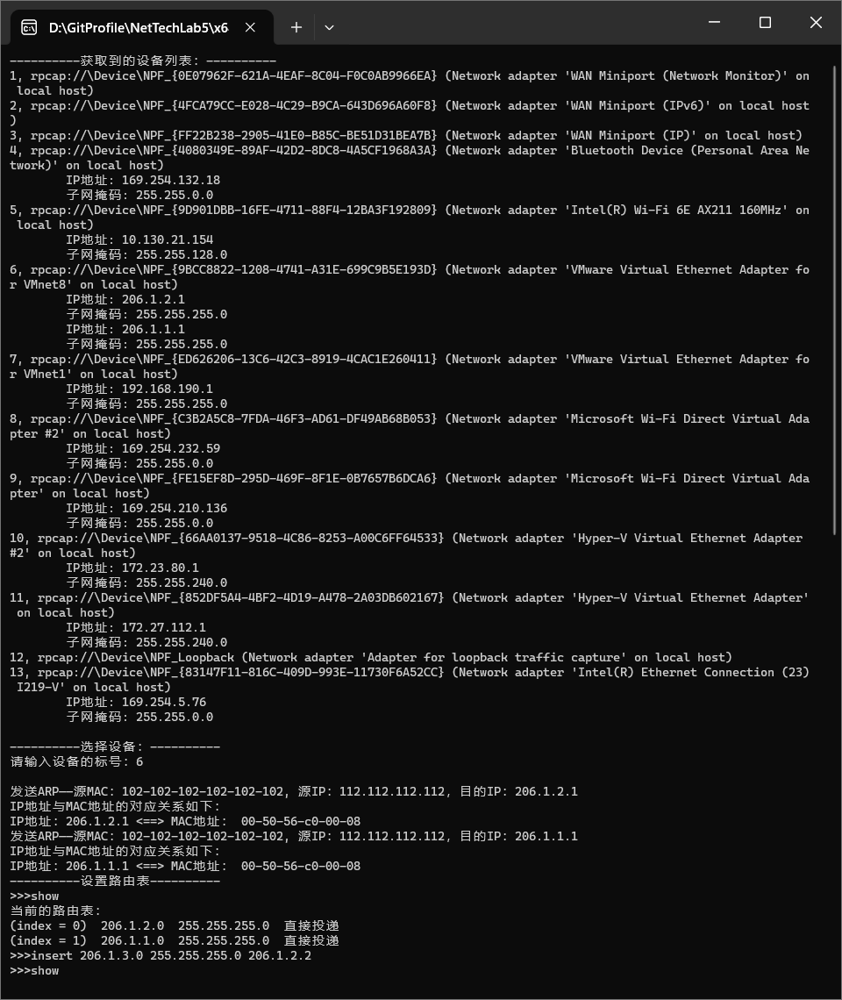 D:\GitProfile\NetTechLab5\x6
----------获取到的设备列表: ----------
1, rpcap://\Device\NPF_{0E07962F-621A-4EAF-8C04-F0C0AB9966EA} (Network adapter 'WAN Miniport (Network Monitor)' on
 local host)
2, rpcap://\Device\NPF_{4FCA79CC-E028-4C29-B9CA-643D696A60F8} (Network adapter 'WAN Miniport (IPv6)' on local host
)
3, rpcap://\Device\NPF_{FF22B238-2905-41E0-B85C-BE51D31BEA7B} (Network adapter 'WAN Miniport (IP)' on local host)
4, rpcap://\Device\NPF_{4080349E-89AF-42D2-8DC8-4A5CF1968A3A} (Network adapter 'Bluetooth Device (Personal Area Ne
twork)' on local host)
        IP地址: 169.254.132.18
        子网掩码: 255.255.0.0
5, rpcap://\Device\NPF_{9D901DBB-16FE-4711-88F4-12BA3F192809} (Network adapter 'Intel(R) Wi-Fi 6E AX211 160MHz' on
 local host)
        IP地址: 10.130.21.154
        子网掩码: 255.255.128.0
6, rpcap://\Device\NPF_{9BCC8822-1208-4741-A31E-699C9B5E193D} (Network adapter 'VMware Virtual Ethernet Adapter fo
r VMnet8' on local host)
        IP地址: 206.1.2.1
        子网掩码: 255.255.255.0
        IP地址: 206.1.1.1
        子网掩码: 255.255.255.0
7, rpcap://\Device\NPF_{ED626206-13C6-42C3-8919-4CAC1E260411} (Network adapter 'VMware Virtual Ethernet Adapter fo
r VMnet1' on local host)
        IP地址: 192.168.190.1
        子网掩码: 255.255.255.0
8, rpcap://\Device\NPF_{C3B2A5C8-7FDA-46F3-AD61-DF49AB68B053} (Network adapter 'Microsoft Wi-Fi Direct Virtual Ada
pter #2' on local host)
        IP地址: 169.254.232.59
        子网掩码: 255.255.0.0
9, rpcap://\Device\NPF_{FE15EF8D-295D-469F-8F1E-0B7657B6DCA6} (Network adapter 'Microsoft Wi-Fi Direct Virtual Ada
pter' on local host)
        IP地址: 169.254.210.136
        子网掩码: 255.255.0.0
10, rpcap://\Device\NPF_{66AA0137-9518-4C86-8253-A00C6FF64533} (Network adapter 'Hyper-V Virtual Ethernet Adapter
#2' on local host)
        IP地址: 172.23.80.1
        子网掩码: 255.255.240.0
11, rpcap://\Device\NPF_{852DF5A4-4BF2-4D19-A478-2A03DB602167} (Network adapter 'Hyper-V Virtual Ethernet Adapter'
 on local host)
        IP地址: 172.27.112.1
        子网掩码: 255.255.240.0
12, rpcap://\Device\NPF_Loopback (Network adapter 'Adapter for loopback traffic capture' on local host)
13, rpcap://\Device\NPF_{83147F11-816C-409D-993E-11730F6A52CC} (Network adapter 'Intel(R) Ethernet Connection (23)
 I219-V' on local host)
        IP地址: 169.254.5.76
        子网掩码: 255.255.0.0
----------选择设备: ----------
请输入设备的标号: 6
发送ARP——源MAC: 102-102-102-102-102-102, 源IP: 112.112.112.112, 目的IP: 206.1.2.1
IP地址与MAC地址的对应关系如下:
IP地址: 206.1.2.1 <==> MAC地址:  00-50-56-c0-00-08
发送ARP——源MAC: 102-102-102-102-102-102, 源IP: 112.112.112.112, 目的IP: 206.1.1.1
IP地址与MAC地址的对应关系如下:
IP地址: 206.1.1.1 <==> MAC地址:  00-50-56-c0-00-08
----------设置路由表----------
>>>show
当前的路由表:
(index = 0)  206.1.2.0  255.255.255.0  直接投递
(index = 1)  206.1.1.0  255.255.255.0  直接投递
>>>insert 206.1.3.0 255.255.255.0 206.1.2.2
>>>show